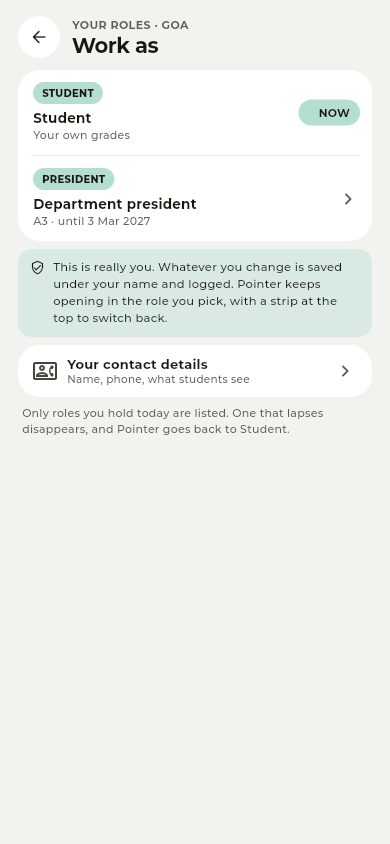 YOUR ROLES · GOA
Work as
STUDENT
Student
Your own grades
NOW
PRESIDENT
Department president
A3 · until 3 Mar 2027
This is really you. Whatever you change is saved
under your name and logged. Pointer keeps
opening in the role you pick, with a strip at the
top to switch back.
Your contact details
Name, phone, what students see
Only roles you hold today are listed. One that lapses
disappears, and Pointer goes back to Student.